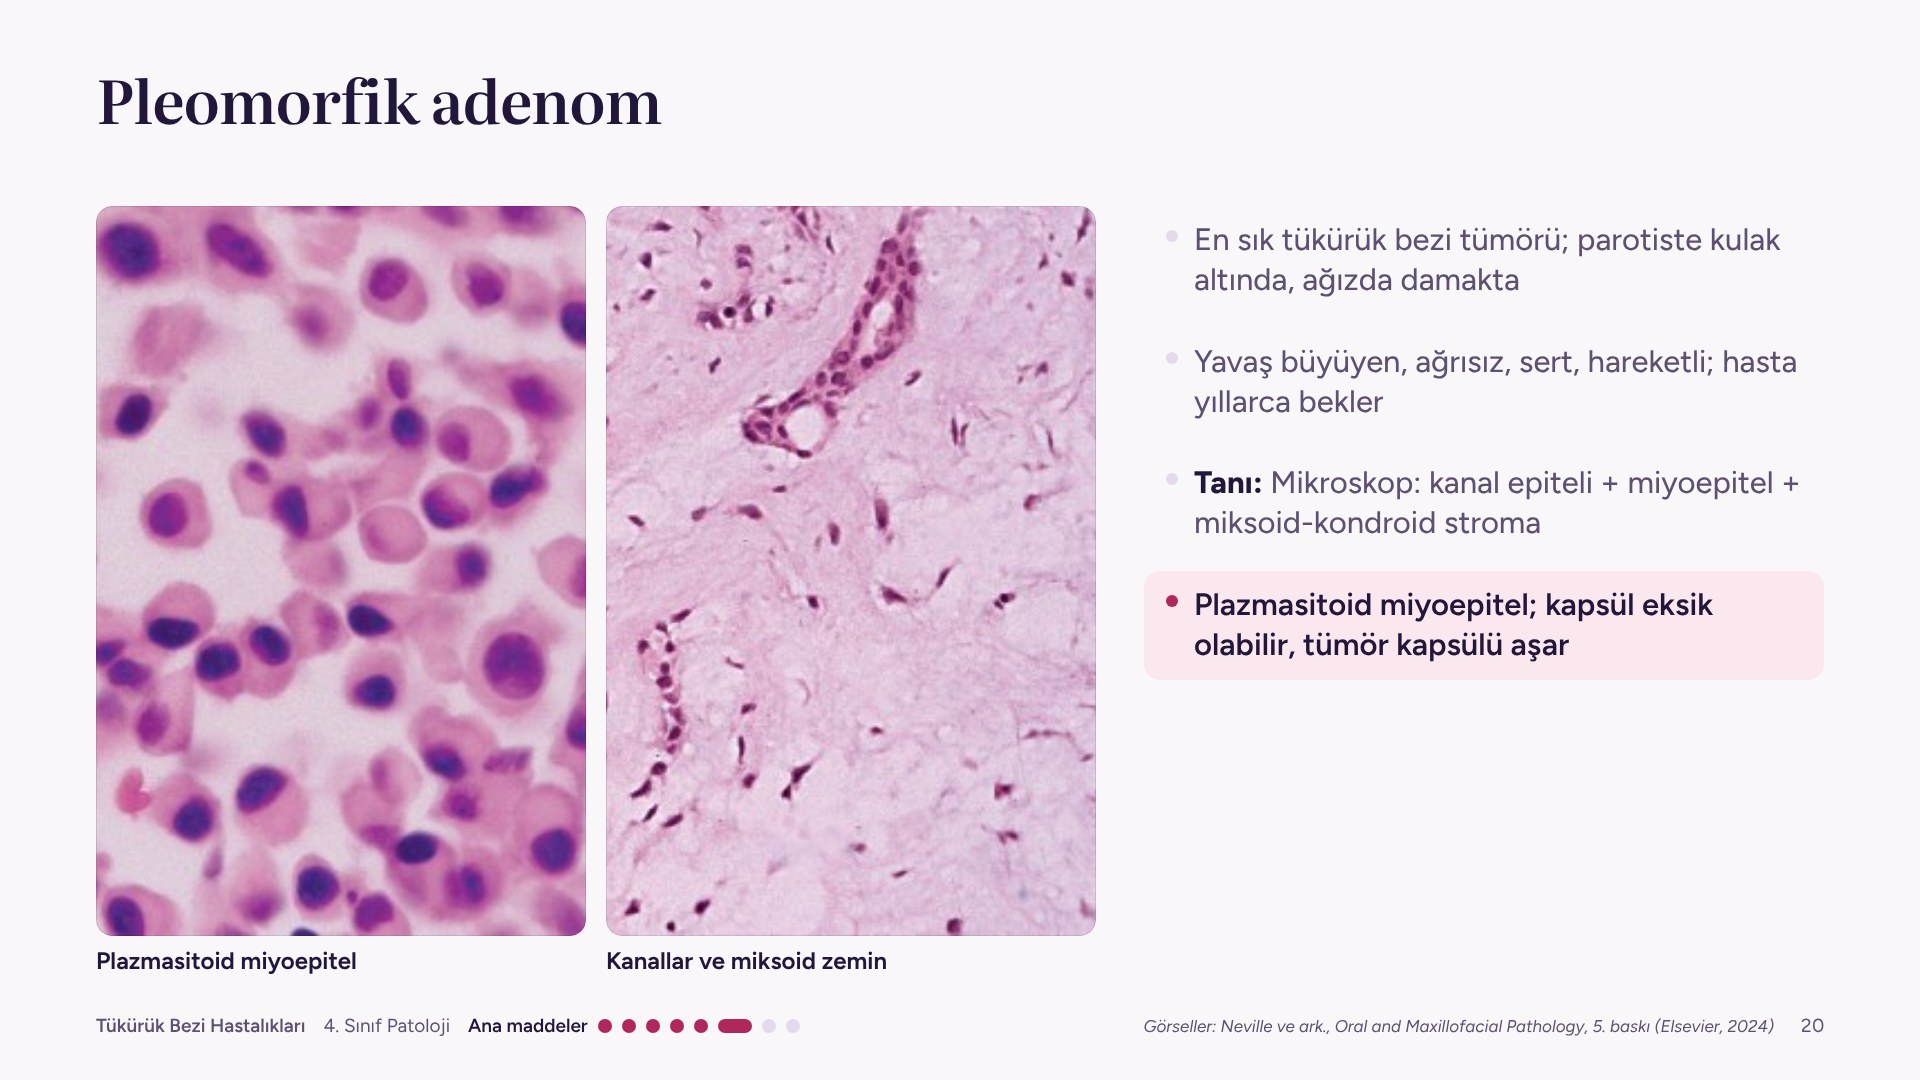 Pleomorfik adenom
En sık tükürük bezi tümörü; parotiste kulak
altında, ağızda damakta
Yavaş büyüyen, ağrısız, sert, hareketli; hasta
yıllarca bekler
Tanı: Mikroskop: kanal epiteli + miyoepitel +
miksoid-kondroid stroma
Plazmasitoid miyoepitel; kapsül eksik
olabilir, tümör kapsülü aşar
Plazmasitoid miyoepitel
Kanallar ve miksoid zemin
Tükürük Bezi Hastalıkları 4. Sınıf Patoloji Ana maddeler
Görseller: Neville ve ark., Oral and Maxillofacial Pathology, 5. baskı (Elsevier, 2024) 20